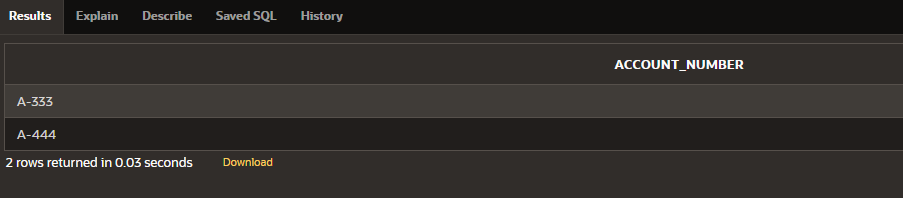 Results Explain Describe Saved SQL History
ACCOUNT_NUMBER
A-333
A-444
2 rows returned in 0.03 seconds Download